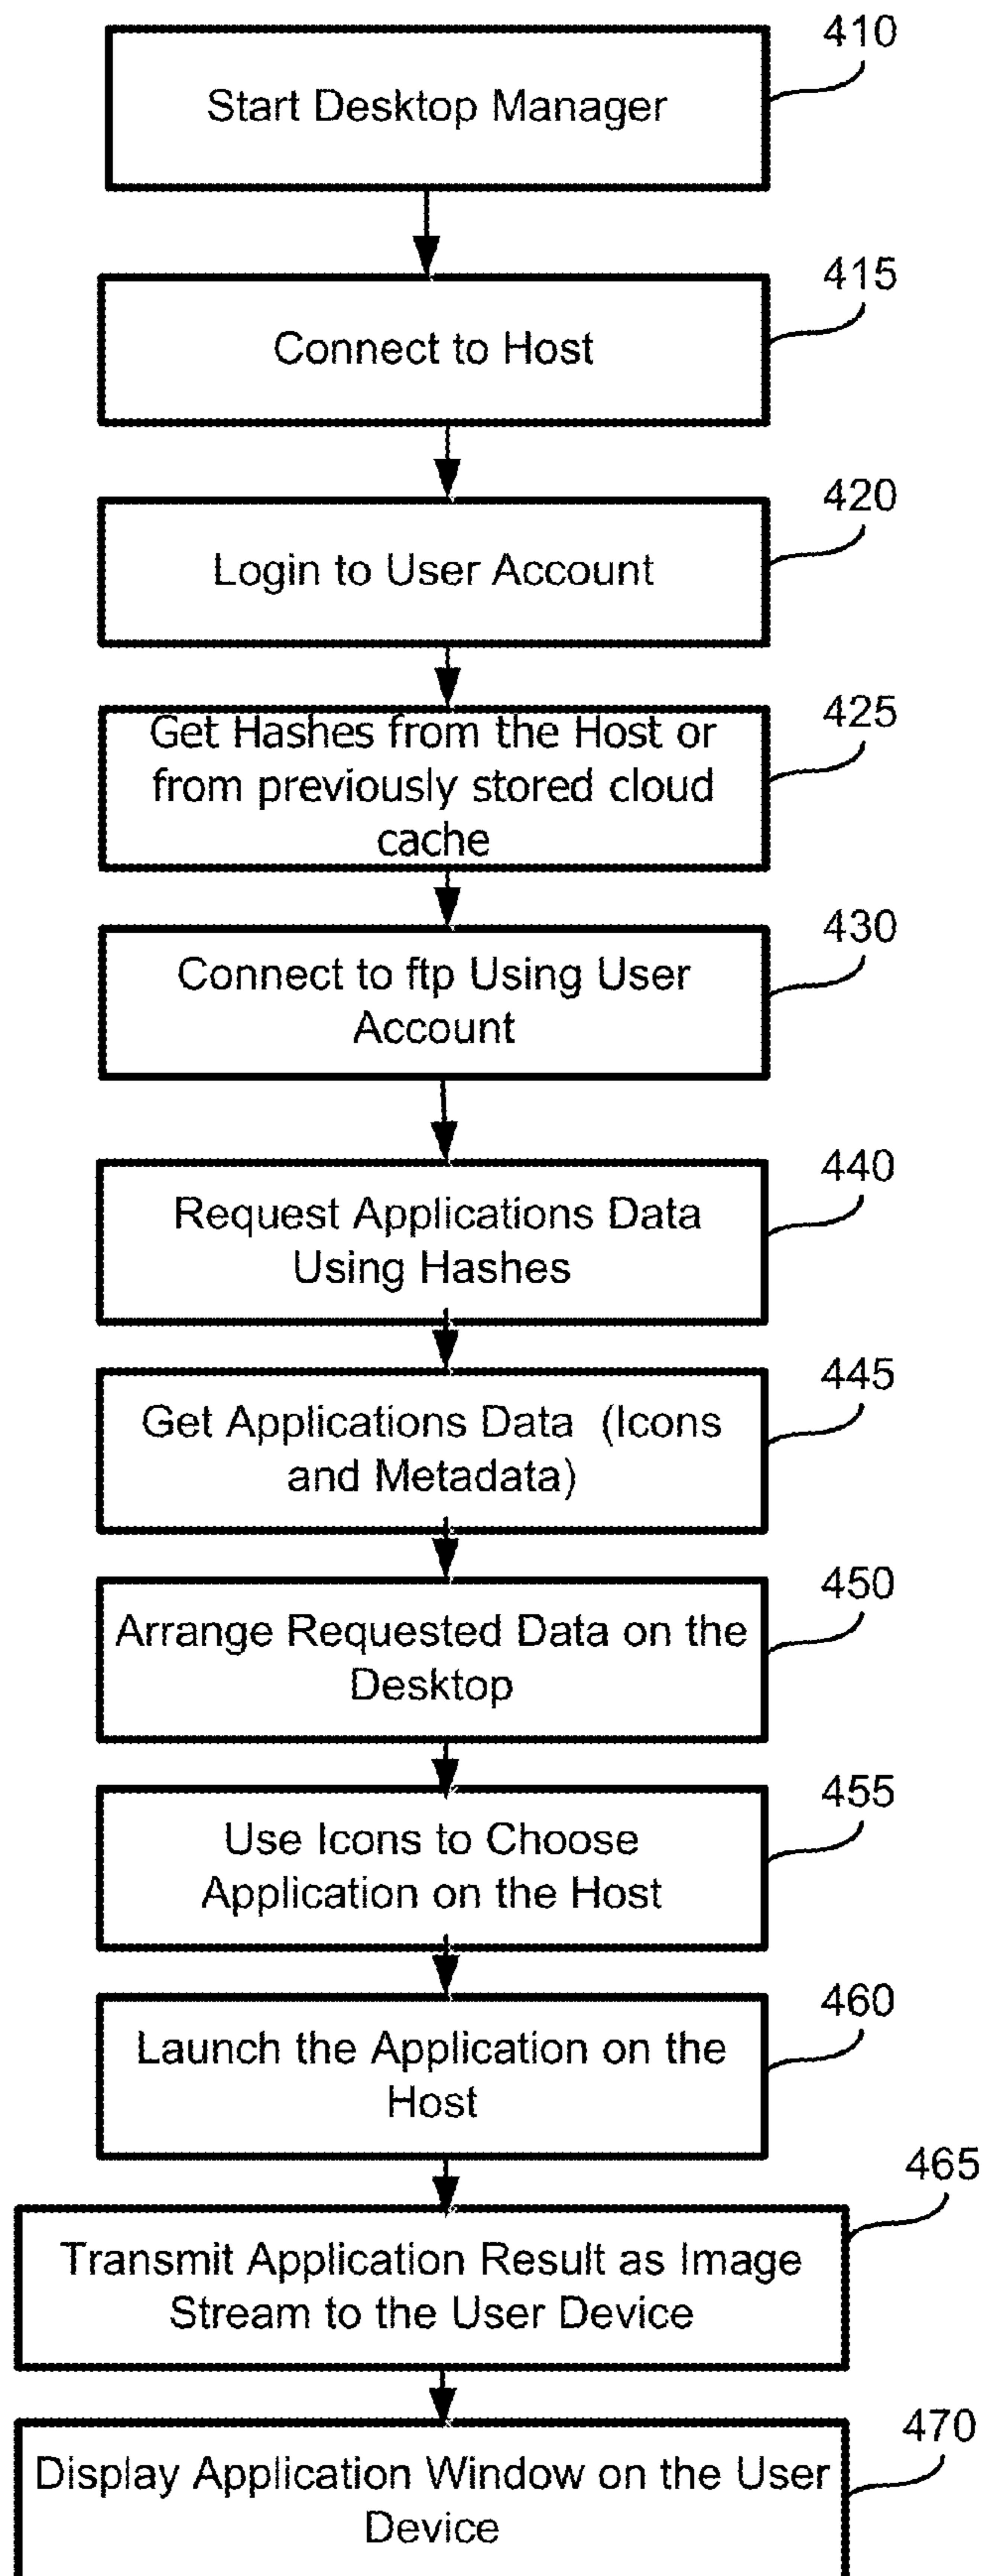 410
Start Desktop Manager
415
Connect to Host
420
Login to User Account
425
Get Hashes from the Host or
from previously stored cloud
cache
430
Connect to ftp Using User
Account
440
Request Applications Data
Using Hashes
445
Get Applications Data (Icons
and Metadata)
450
Arrange Requested Data on the
Desktop
455
Use Icons to Choose
Application on the Host
460
Launch the Application on the
Host
465
Transmit Application Result as Image
Stream to the User Device
470
Display Application Window on the User
Device